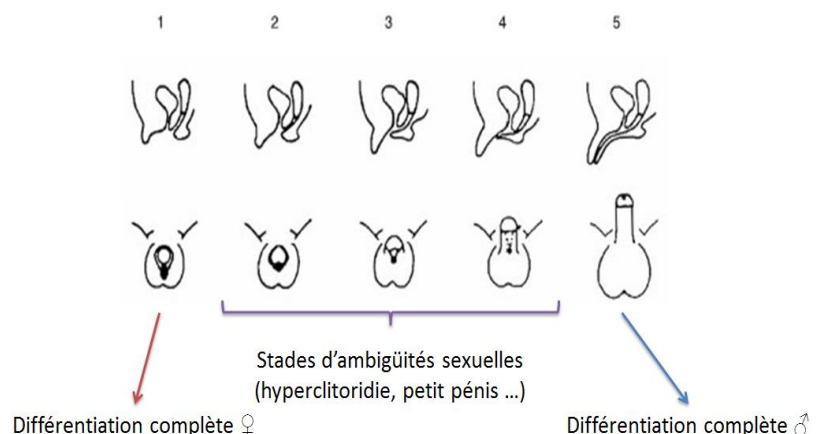 1 2 3 4 5
Stades d'ambigüités sexuelles
(hyperclitoridie, petit pénis ...)
Différentiation complète ♀
Différentiation complète ♂